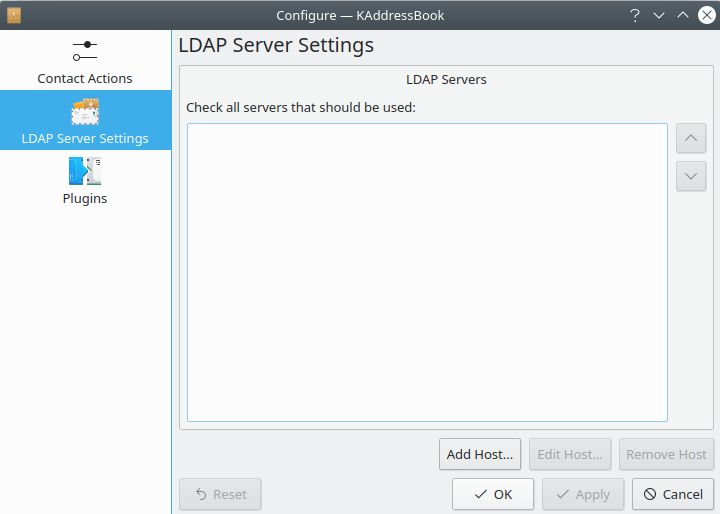 Configure — KAddressBook
?
Contact Actions
LDAP Server Settings
Plugins
LDAP Server Settings
LDAP Servers
Check all servers that should be used:
Add Host... Edit Host... Remove Host
Reset OK Apply Cancel